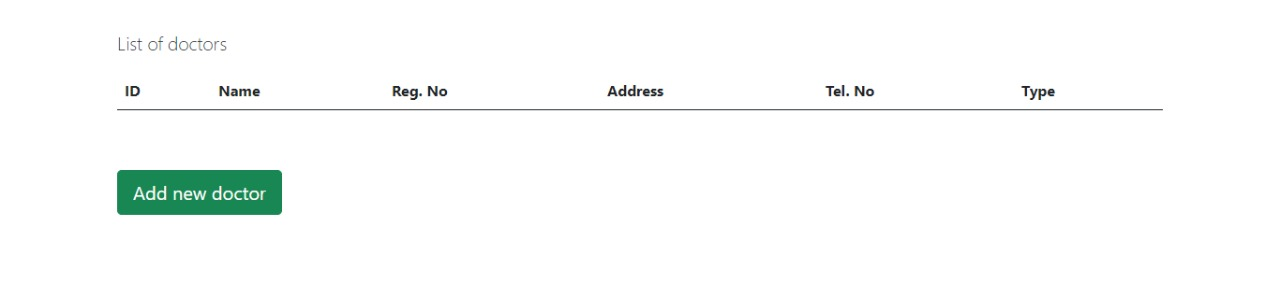 List of doctors
ID Name Reg. No Address Tel. No Type
Add new doctor